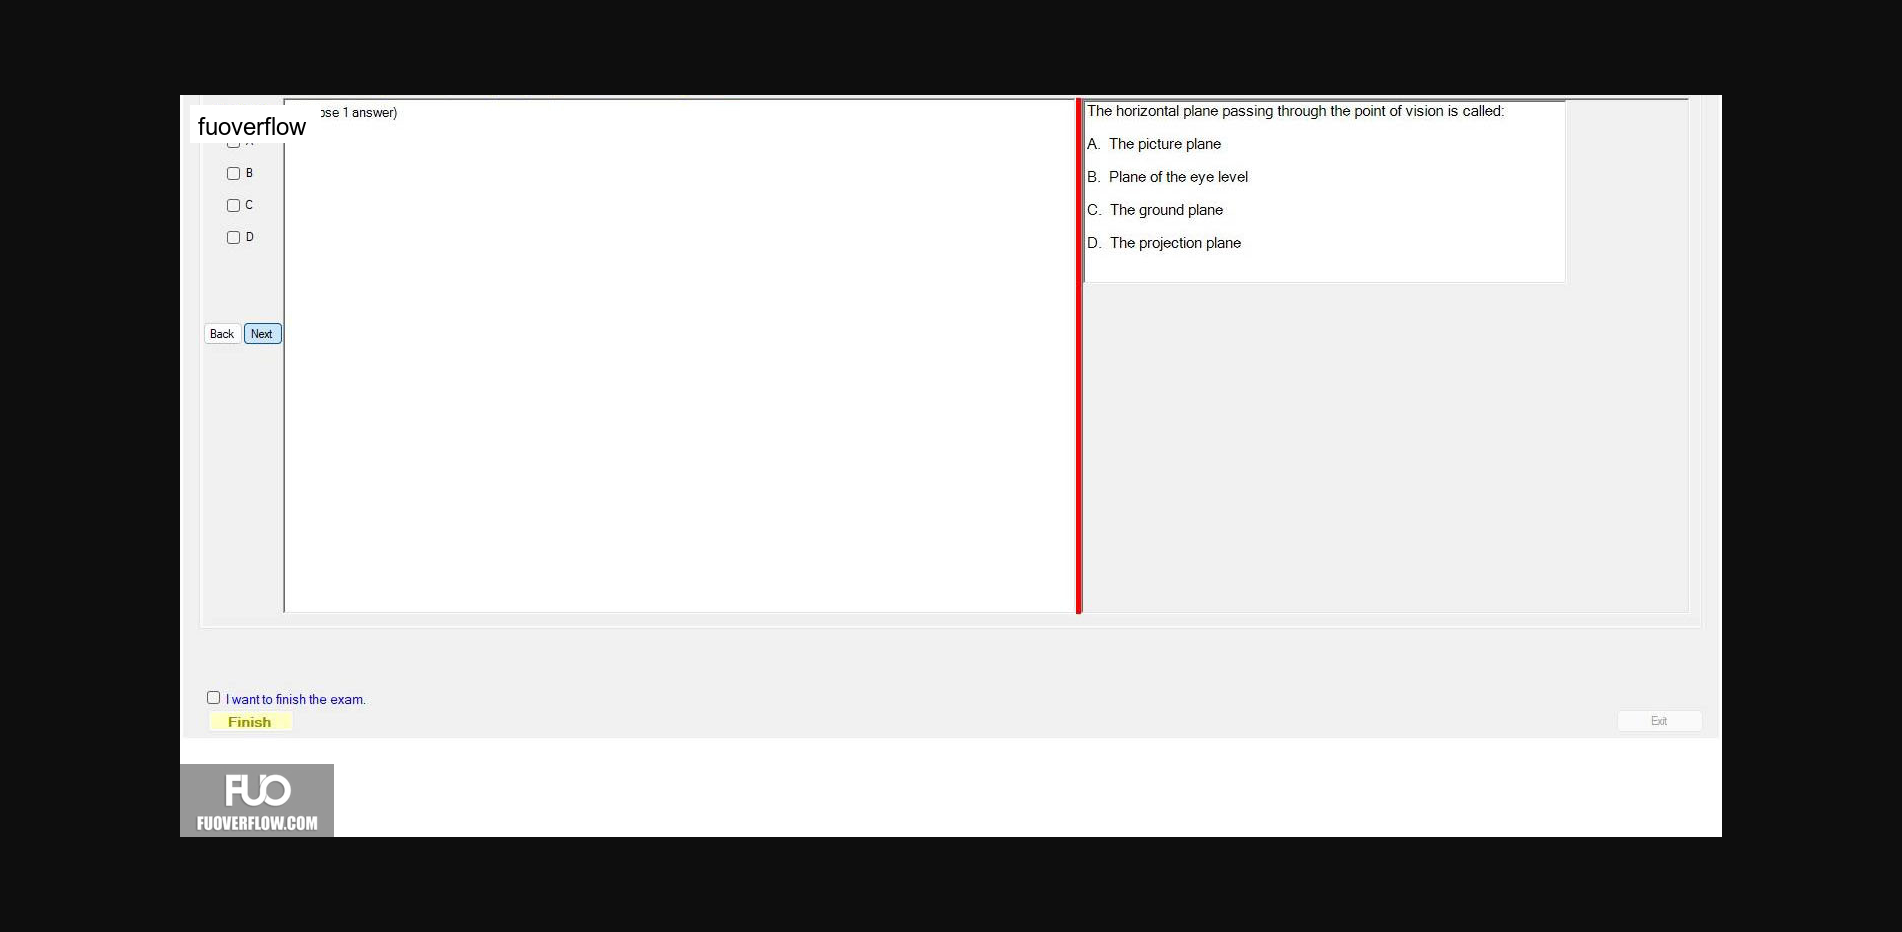 fuoverflow
1 answer)
B
C
D
Back Next
The horizontal plane passing through the point of vision is called:
A. The picture plane
B. Plane of the eye level
C. The ground plane
D. The projection plane
I want to finish the exam.
Finish
Exit
FUO
FUOVERFLOW.COM